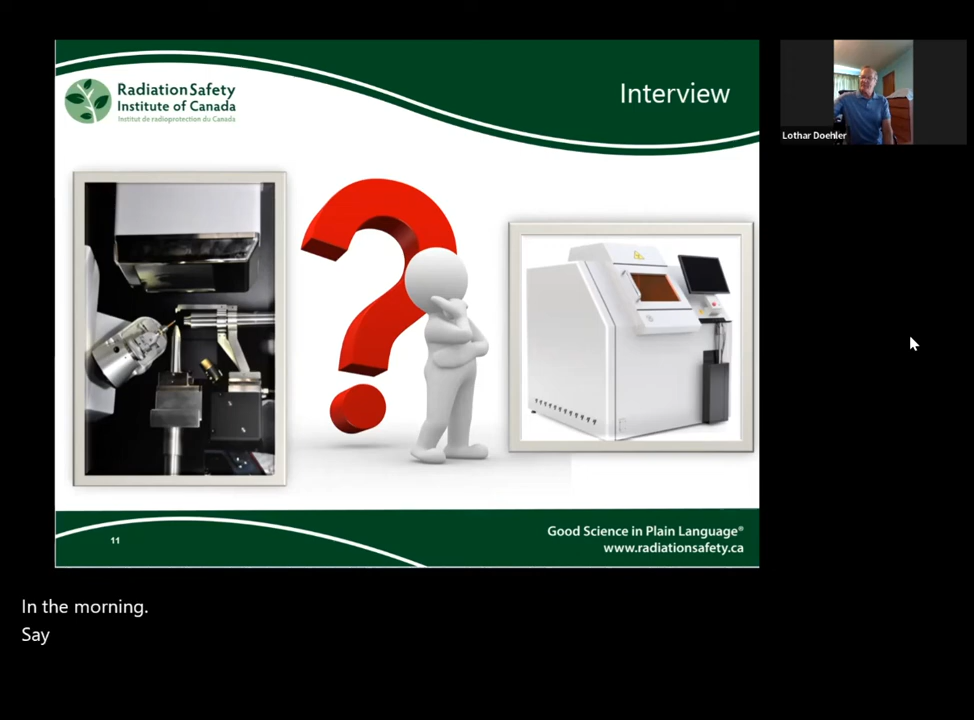 Radiation Safety
Institute of Canada
Institut de radioprotection du Canada
Interview
Lothar Doehler
11
Good Science in Plain Language®
www.radiationsafety.ca
In the morning.
Say